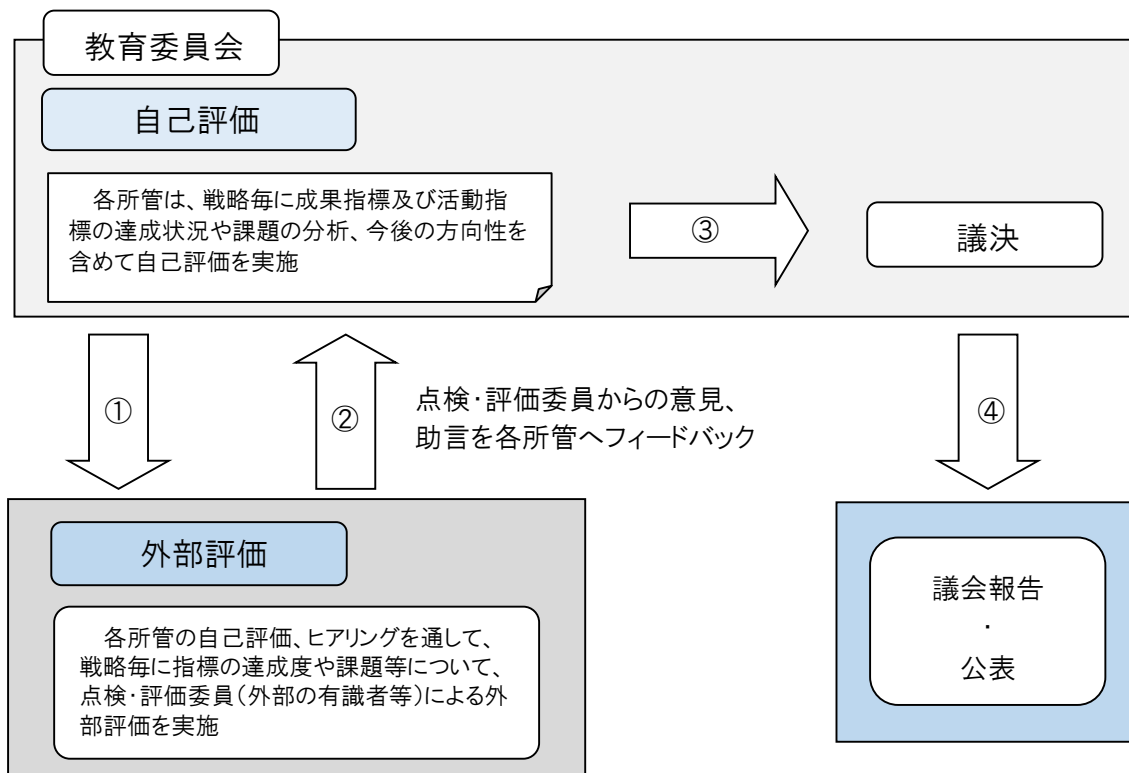 教育委員会
自己評価
各所管は、戦略毎に成果指標及び活動指
標の達成状況や課題の分析、今後の方向性を
含めて自己評価を実施
③
議決
①
②
点検・評価委員からの意見、
助言を各所管へフィードバック
④
外部評価
各所管の自己評価、ヒアリングを通して、
戦略毎に指標の達成度や課題等について、
点検・評価委員(外部の有識者等)による外
部評価を実施
議会報告
・
公表